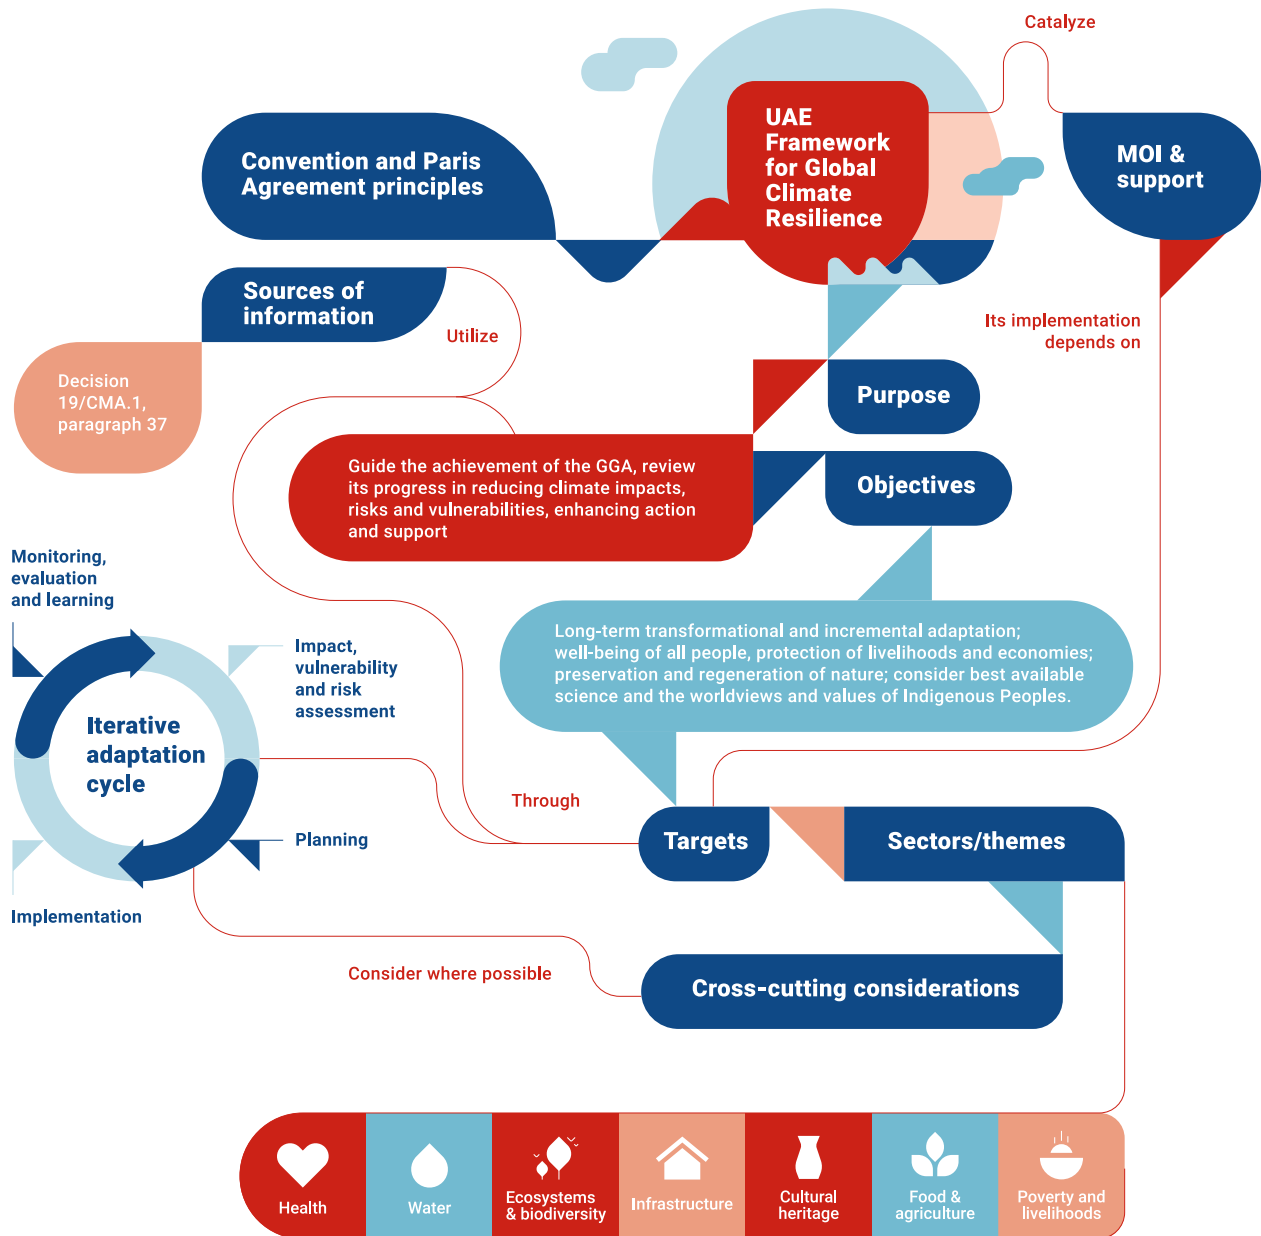 Catalyze
UAE
Framework
for Global
Climate
Resilience
MOI &
support
Convention and Paris
Agreement principles
Sources of
information
Utilize
Its implementation
depends on
Decision
19/CMA.1,
paragraph 37
Purpose
Guide the achievement of the GGA, review
its progress in reducing climate impacts,
risks and vulnerabilities, enhancing action
and support
Objectives
Monitoring,
evaluation
and learning
Impact,
vulnerability
and risk
assessment
Long-term transformational and incremental adaptation;
well-being of all people, protection of livelihoods and economies;
preservation and regeneration of nature; consider best available
science and the worldviews and values of Indigenous Peoples.
Iterative
adaptation
cycle
Through
Planning
Targets
Sectors/themes
Implementation
Consider where possible
Cross-cutting considerations
Health
Water
Ecosystems
& biodiversity
Infrastructure
Cultural
heritage
Food &
agriculture
Poverty and
livelihoods